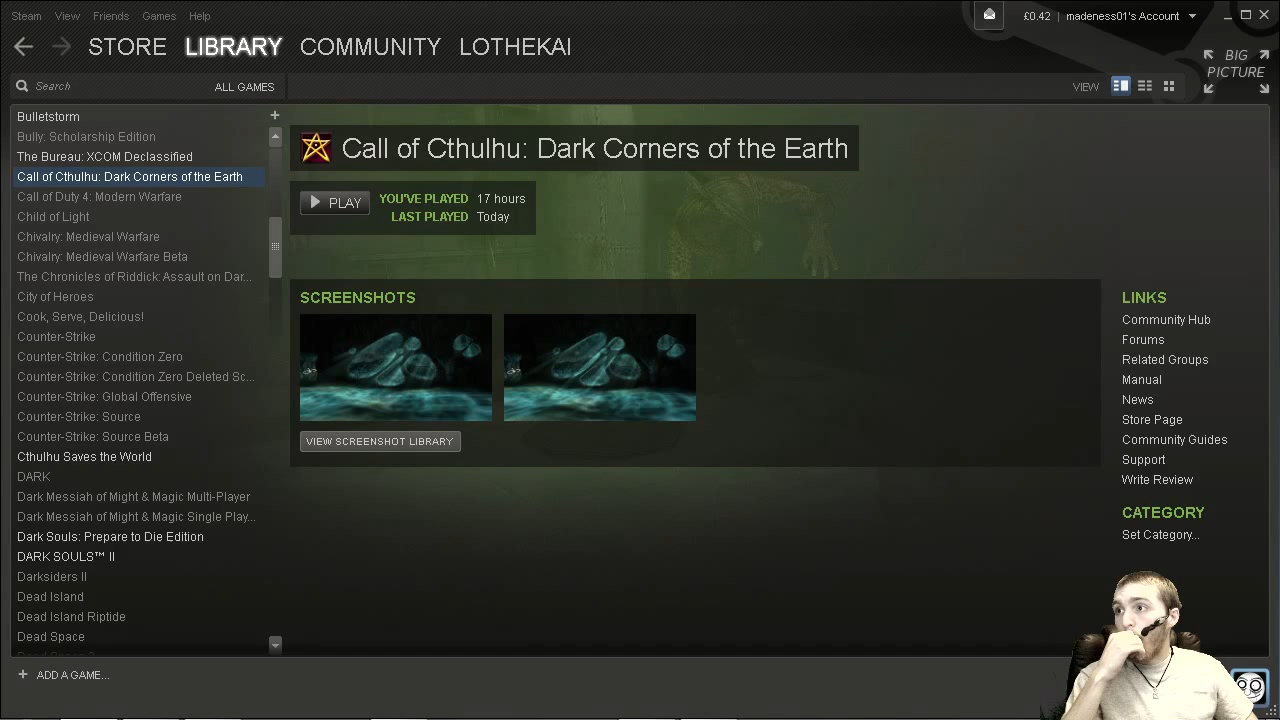 Steam View Friends Games Help
£0.42 | madeness01's Account
STORE LIBRARY COMMUNITY LOTHEKAI
BIG PICTURE
Search
ALL GAMES
VIEW
Bulletstorm
Bully: Scholarship Edition
The Bureau: XCOM Declassified
Call of Cthulhu: Dark Corners of the Earth
Call of Duty 4: Modern Warfare
Child of Light
Chivalry: Medieval Warfare
Chivalry: Medieval Warfare Beta
The Chronicles of Riddick: Assault on Dar...
City of Heroes
Cook, Serve, Delicious!
Counter-Strike
Counter-Strike: Condition Zero
Counter-Strike: Condition Zero Deleted Sc...
Counter-Strike: Global Offensive
Counter-Strike: Source
Counter-Strike: Source Beta
Cthulhu Saves the World
DARK
Dark Messiah of Might & Magic Multi-Player
Dark Messiah of Might & Magic Single Play...
Dark Souls: Prepare to Die Edition
DARK SOULS™ II
Darksiders II
Dead Island
Dead Island Riptide
Dead Space
+ ADD A GAME...
Call of Cthulhu: Dark Corners of the Earth
PLAY
YOU'VE PLAYED 17 hours
LAST PLAYED Today
SCREENSHOTS
VIEW SCREENSHOT LIBRARY
LINKS
Community Hub
Forums
Related Groups
Manual
News
Store Page
Community Guides
Support
Write Review
CATEGORY
Set Category...